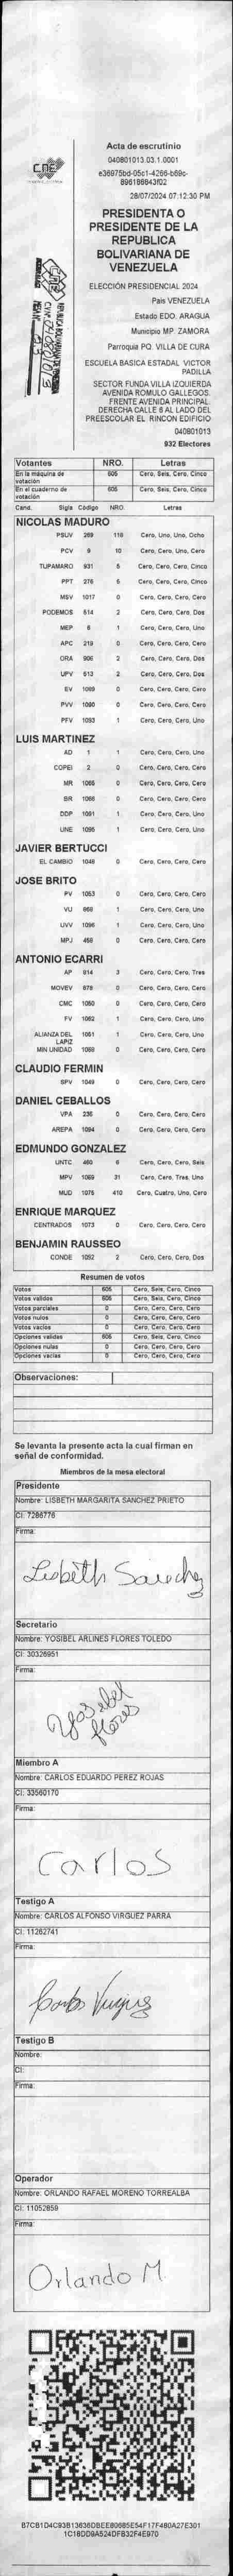 CNE
Acta de escrutinio
040801013.03.1.0001
28/07/2024 07:12:30 PM
PRESIDENTA O
PRESIDENTE DE LA
REPUBLICA
BOLIVARIANA DE
VENEZUELA
ELECCIÓN PRESIDENCIAL 2024
País VENEZUELA
Estado EDO. ARAGUA
Municipio MP. ZAMORA
Parroquia PQ. VILLA DE CURA
ESCUELA BASICA ESTADAL VICTOR
PADILLA
SECTOR FUNDA VILLA IZQUIERDA
AVENIDA ROMULO GALLEGOS.
FRENTE AVENIDA PRINCIPAL.
DERECHA CALLE 6 AL LADO DEL
PREESCOLAR EL RINCON EDIFICIO
040801013
932 Electores
Votantes NRO. Letras
En la máquina de votación 605 Cero, Seis, Cero, Cinco
En el cuaderno de votación 605 Cero, Seis, Cero, Cinco
Cand. Sigla Código NRO. Letras
NICOLAS MADURO
PSUV 269 118 Cero, Uno, Uno, Ocho
PCV 9 10 Cero, Cero, Uno, Cero
TUPAMARO 931 5 Cero, Cero, Cero, Cinco
PPT 276 5 Cero, Cero, Cero, Cinco
MSV 1017 0 Cero, Cero, Cero, Cero
PODEMOS 514 2 Cero, Cero, Cero, Dos
MEP 6 1 Cero, Cero, Cero, Uno
APC 219 0 Cero, Cero, Cero, Cero
ORA 906 2 Cero, Cero, Cero, Dos
UPV 513 2 Cero, Cero, Cero, Dos
EV 1089 0 Cero, Cero, Cero, Cero
PVV 1090 0 Cero, Cero, Cero, Cero
PFV 1093 1 Cero, Cero, Cero, Uno
LUIS MARTINEZ
AD 1 1 Cero, Cero, Cero, Uno
COPEI 2 0 Cero, Cero, Cero, Cero
MR 1065 0 Cero, Cero, Cero, Cero
BR 1066 0 Cero, Cero, Cero, Cero
DDP 1091 1 Cero, Cero, Cero, Uno
UNE 1095 1 Cero, Cero, Cero, Uno
JAVIER BERTUCCI
EL CAMBIO 1048 0 Cero, Cero, Cero, Cero
JOSE BRITO
PV 1053 0 Cero, Cero, Cero, Cero
VU 868 1 Cero, Cero, Cero, Uno
UVV 1096 1 Cero, Cero, Cero, Uno
MPJ 458 0 Cero, Cero, Cero, Cero
ANTONIO ECARRI
AP 914 3 Cero, Cero, Cero, Tres
MOVEV 878 0 Cero, Cero, Cero, Cero
CMC 1050 0 Cero, Cero, Cero, Cero
FV 1062 1 Cero, Cero, Cero, Uno
ALIANZA DEL LAPIZ 1051 1 Cero, Cero, Cero, Uno
MIN UNIDAD 1068 0 Cero, Cero, Cero, Cero
CLAUDIO FERMIN
SPV 1049 0 Cero, Cero, Cero, Cero
DANIEL CEBALLOS
VPA 236 0 Cero, Cero, Cero, Cero
AREPA 1094 0 Cero, Cero, Cero, Cero
EDMUNDO GONZALEZ
UNTC 460 6 Cero, Cero, Cero, Seis
MPV 1069 31 Cero, Cero, Tres, Uno
MUD 1075 410 Cero, Cuatro, Uno, Cero
ENRIQUE MARQUEZ
CENTRADOS 1073 0 Cero, Cero, Cero, Cero
BENJAMIN RAUSSEO
CONDE 1092 2 Cero, Cero, Cero, Dos
Resumen de votos
Votos 605 Cero, Seis, Cero, Cinco
Votos validos 605 Cero, Seis, Cero, Cinco
Votos parciales 0 Cero, Cero, Cero, Cero
Votos nulos 0 Cero, Cero, Cero, Cero
Votos vacios 0 Cero, Cero, Cero, Cero
Opciones validas 605 Cero, Seis, Cero, Cinco
Opciones nulas 0 Cero, Cero, Cero, Cero
Opciones vacias 0 Cero, Cero, Cero, Cero
Observaciones:
Se levanta la presente acta la cual firman en
señal de conformidad.
Miembros de la mesa electoral
Presidente
Nombre: LISBETH MARGARITA SANCHEZ PRIETO
CI: 7286776
Firma:
Lisbeth Sanchez
Secretario
Nombre: YOSIBEL ARLINES FLORES TOLEDO
CI: 30326951
Firma:
Yosibel
flores
Miembro A
Nombre: CARLOS EDUARDO PEREZ ROJAS
CI: 33560170
Firma:
Carlos
Testigo A
Nombre: CARLOS ALFONSO VIRGUEZ PARRA
CI: 11262741
Firma:
Testigo B
Nombre:
CI:
Firma:
Operador
Nombre: ORLANDO RAFAEL MORENO TORREALBA
CI: 11052859
Firma:
Orlando M